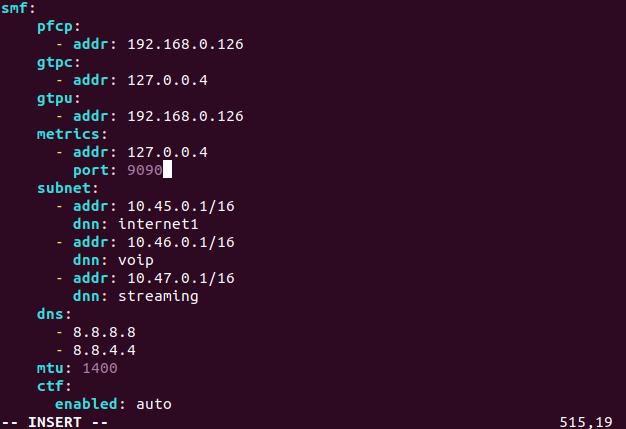 smf:
    pfcp:
      - addr: 192.168.0.126
    gtpc:
      - addr: 127.0.0.4
    gtpu:
      - addr: 192.168.0.126
    metrics:
      - addr: 127.0.0.4
        port: 9090
    subnet:
      - addr: 10.45.0.1/16
        dnn: internet1
      - addr: 10.46.0.1/16
        dnn: voip
      - addr: 10.47.0.1/16
        dnn: streaming
    dns:
      - 8.8.8.8
      - 8.8.4.4
    mtu: 1400
    ctf:
      enabled: auto
-- INSERT -- 515,19